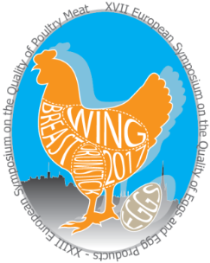 XXIII European Symposium on the Quality of Poultry Meat
XVII European Symposium on the Quality of Eggs and Egg Products -
BREAST
WING
2017
EGGS